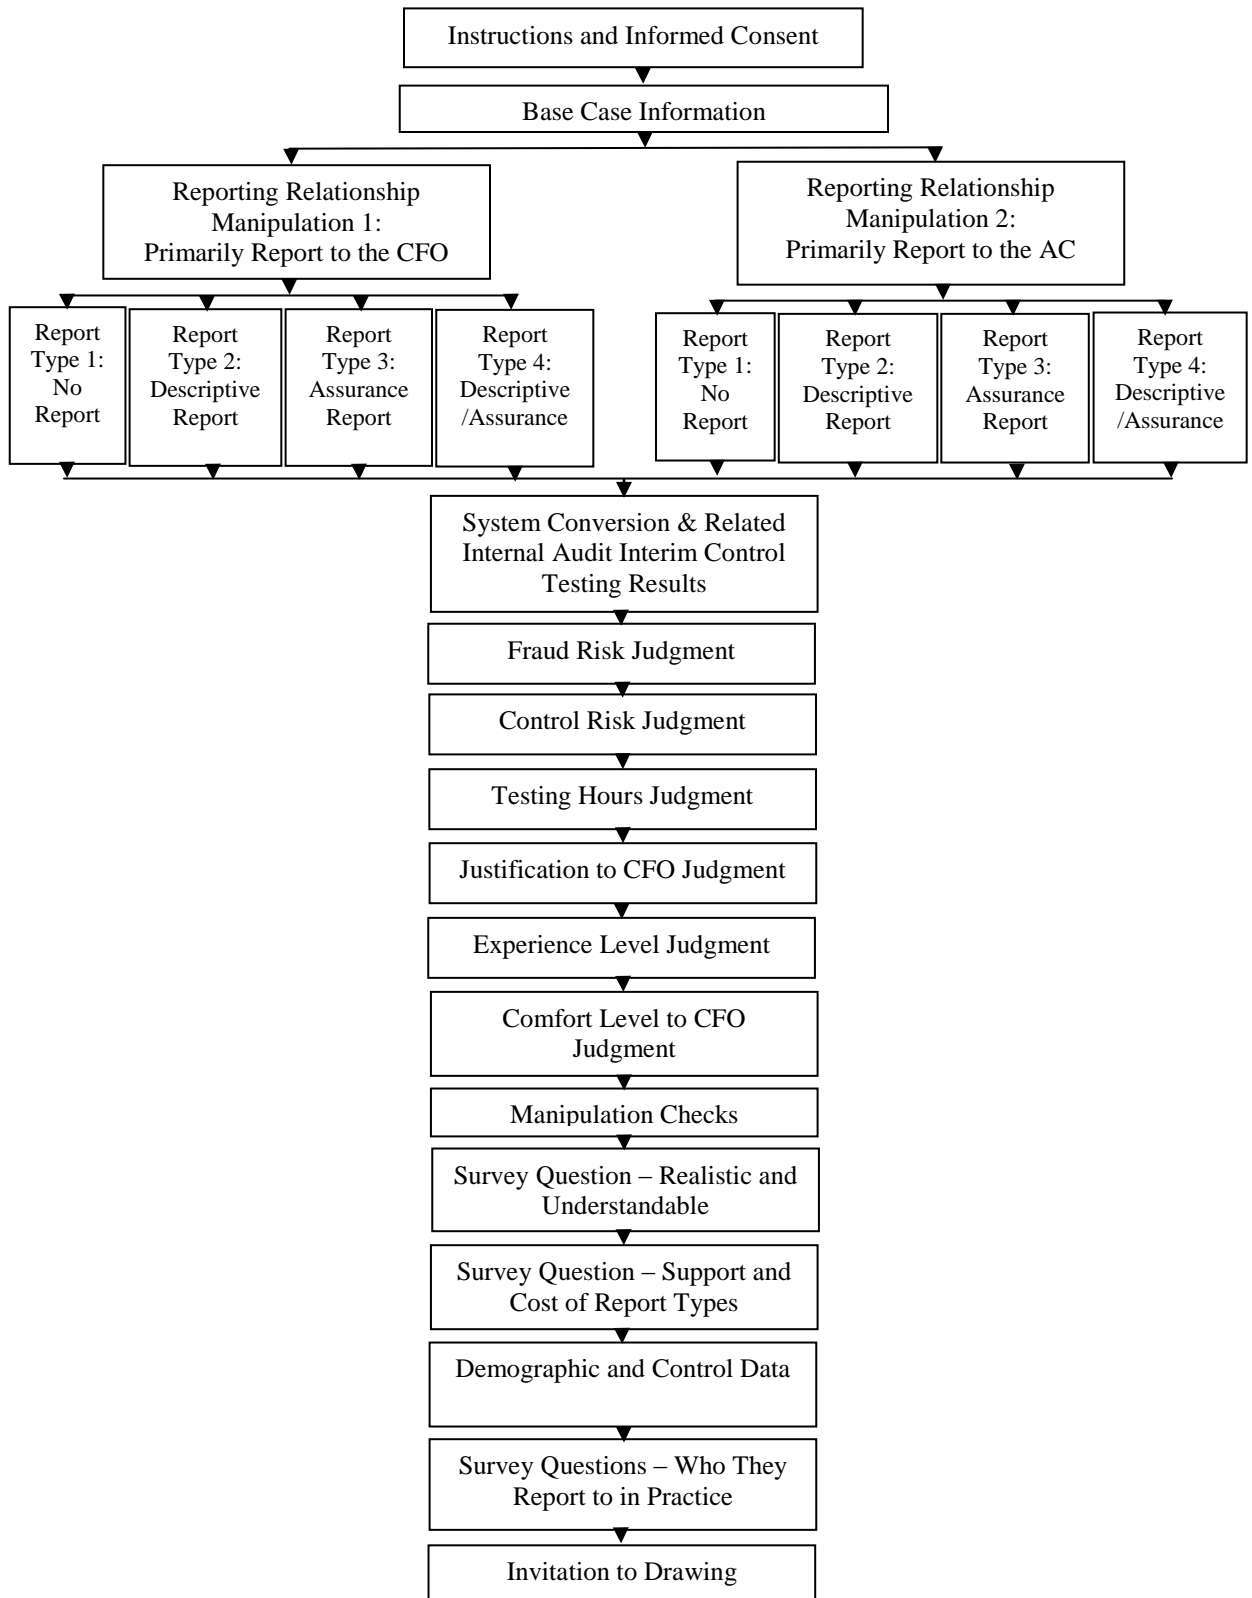 Instructions and Informed Consent
Base Case Information
Reporting Relationship
Manipulation 1:
Primarily Report to the CFO
Reporting Relationship
Manipulation 2:
Primarily Report to the AC
Report
Type 1:
No
Report
Report
Type 2:
Descriptive
Report
Report
Type 3:
Assurance
Report
Report
Type 4:
Descriptive
/Assurance
Report
Type 1:
No
Report
Report
Type 2:
Descriptive
Report
Report
Type 3:
Assurance
Report
Report
Type 4:
Descriptive
/Assurance
System Conversion & Related
Internal Audit Interim Control
Testing Results
Fraud Risk Judgment
Control Risk Judgment
Testing Hours Judgment
Justification to CFO Judgment
Experience Level Judgment
Comfort Level to CFO
Judgment
Manipulation Checks
Survey Question – Realistic and
Understandable
Survey Question – Support and
Cost of Report Types
Demographic and Control Data
Survey Questions – Who They
Report to in Practice
Invitation to Drawing